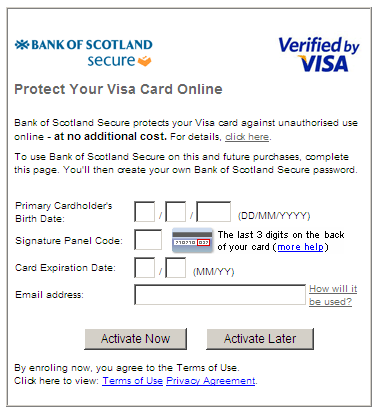 BANK OF SCOTLAND
secure
Verified by
VISA
Protect Your Visa Card Online
Bank of Scotland Secure protects your Visa card against unauthorised use
online - at no additional cost. For details, click here.
To use Bank of Scotland Secure on this and future purchases, complete
this page. You'll then create your own Bank of Scotland Secure password.
Primary Cardholder's
Birth Date: / / (DD/MM/YYYY)
Signature Panel Code:
The last 3 digits on the back
of your card (more help)
Card Expiration Date: / (MM/YY)
Email address:
How will it
be used?
Activate Now Activate Later
By enroling now, you agree to the Terms of Use.
Click here to view: Terms of Use Privacy Agreement.